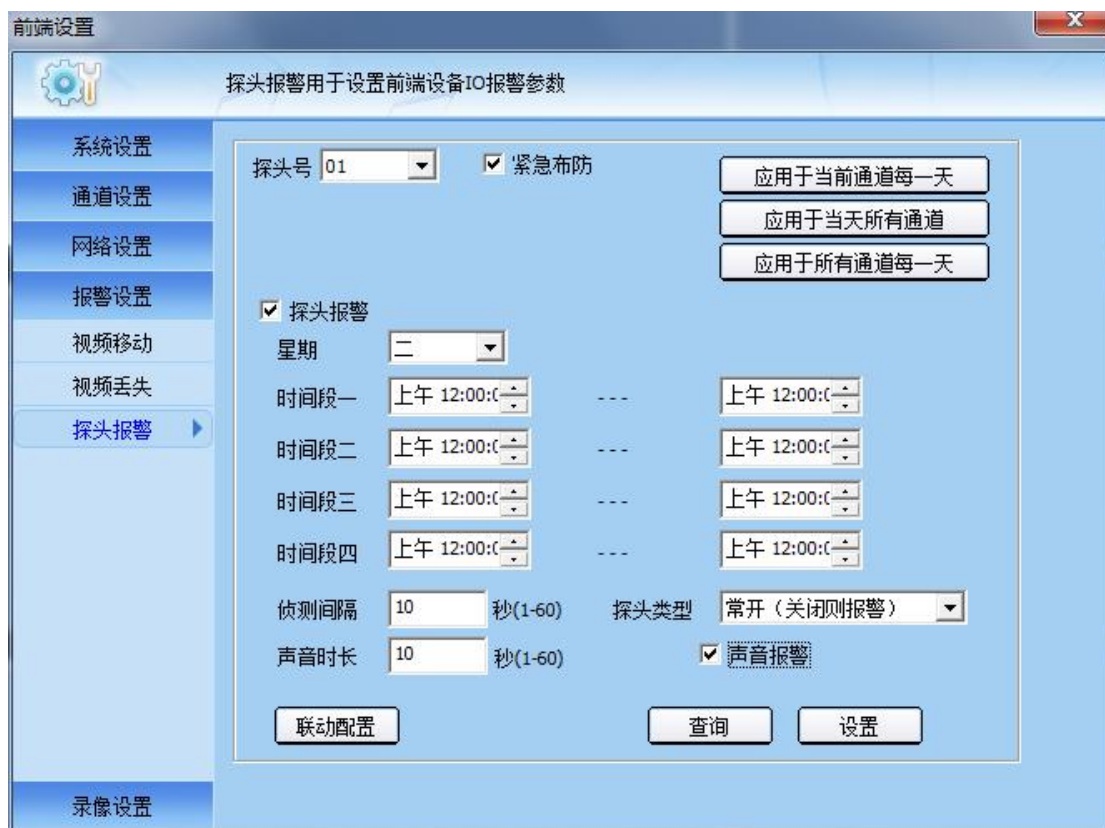 前端设置
探头报警用于设置前端设备IO报警参数
系统设置
通道设置
网络设置
报警设置
视频移动
视频丢失
探头报警
录像设置
探头号 01 紧急布防
应用于当前通道每一天
应用于当天所有通道
应用于所有通道每一天
探头报警
星期 二
时间段一 上午 12:00: --- 上午 12:00:
时间段二 上午 12:00: --- 上午 12:00:
时间段三 上午 12:00: --- 上午 12:00:
时间段四 上午 12:00: --- 上午 12:00:
侦测间隔 10 秒(1-60) 探头类型 常开（关闭则报警）
声音时长 10 秒(1-60) 声音报警
联动配置 查询 设置